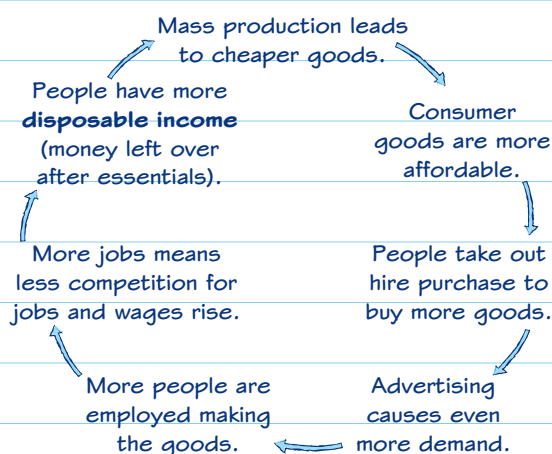 Mass production leads
to cheaper goods.
Consumer
goods are more
affordable.
People take out
hire purchase to
buy more goods.
Advertising
causes even
more demand.
More people are
employed making
the goods.
More jobs means
less competition for
jobs and wages rise.
People have more
disposable income
(money left over
after essentials).